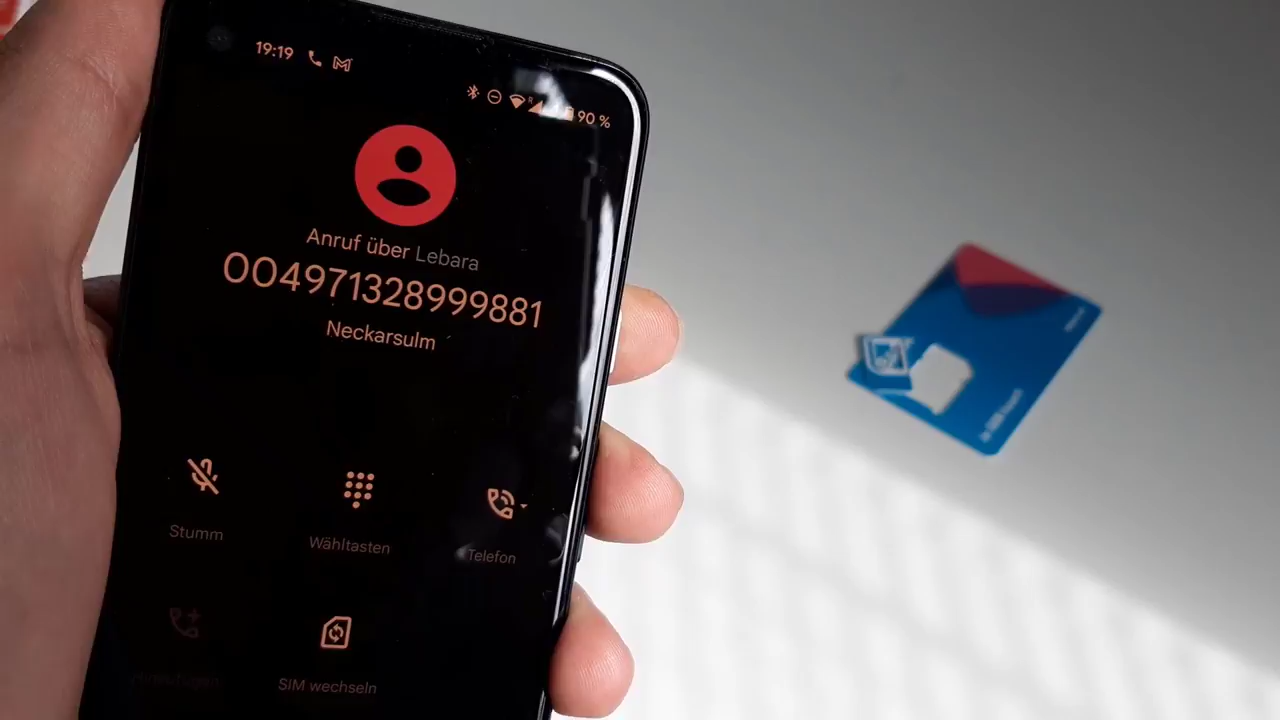 19:19
90 %
Anruf über Lebara
004971328999881
Neckarsulm
Stumm
Wähltasten
Telefon
SIM wechseln